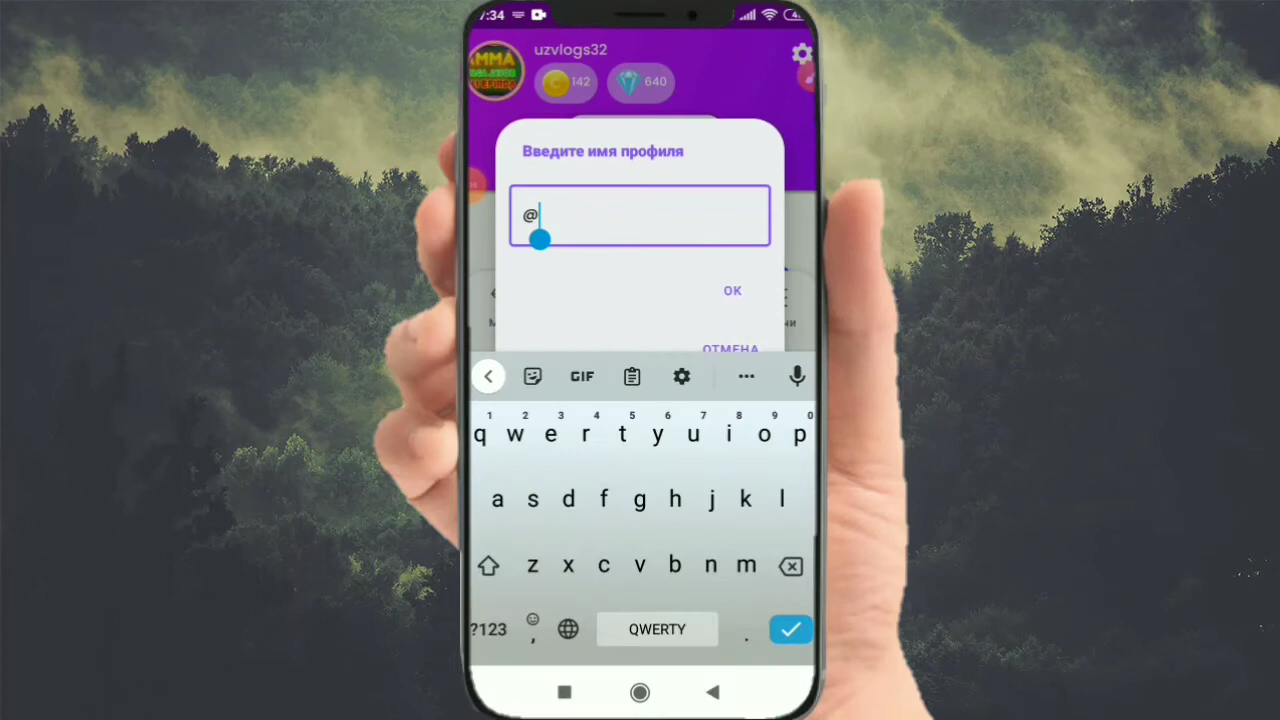 7:34
uzvlogs32
142
640
Введите имя профиля
@
ОК
ОТМЕНА
GIF
1 2 3 4 5 6 7 8 9 0
q w e r t y u i o p
a s d f g h j k l
z x c v b n m
?123 , QWERTY .